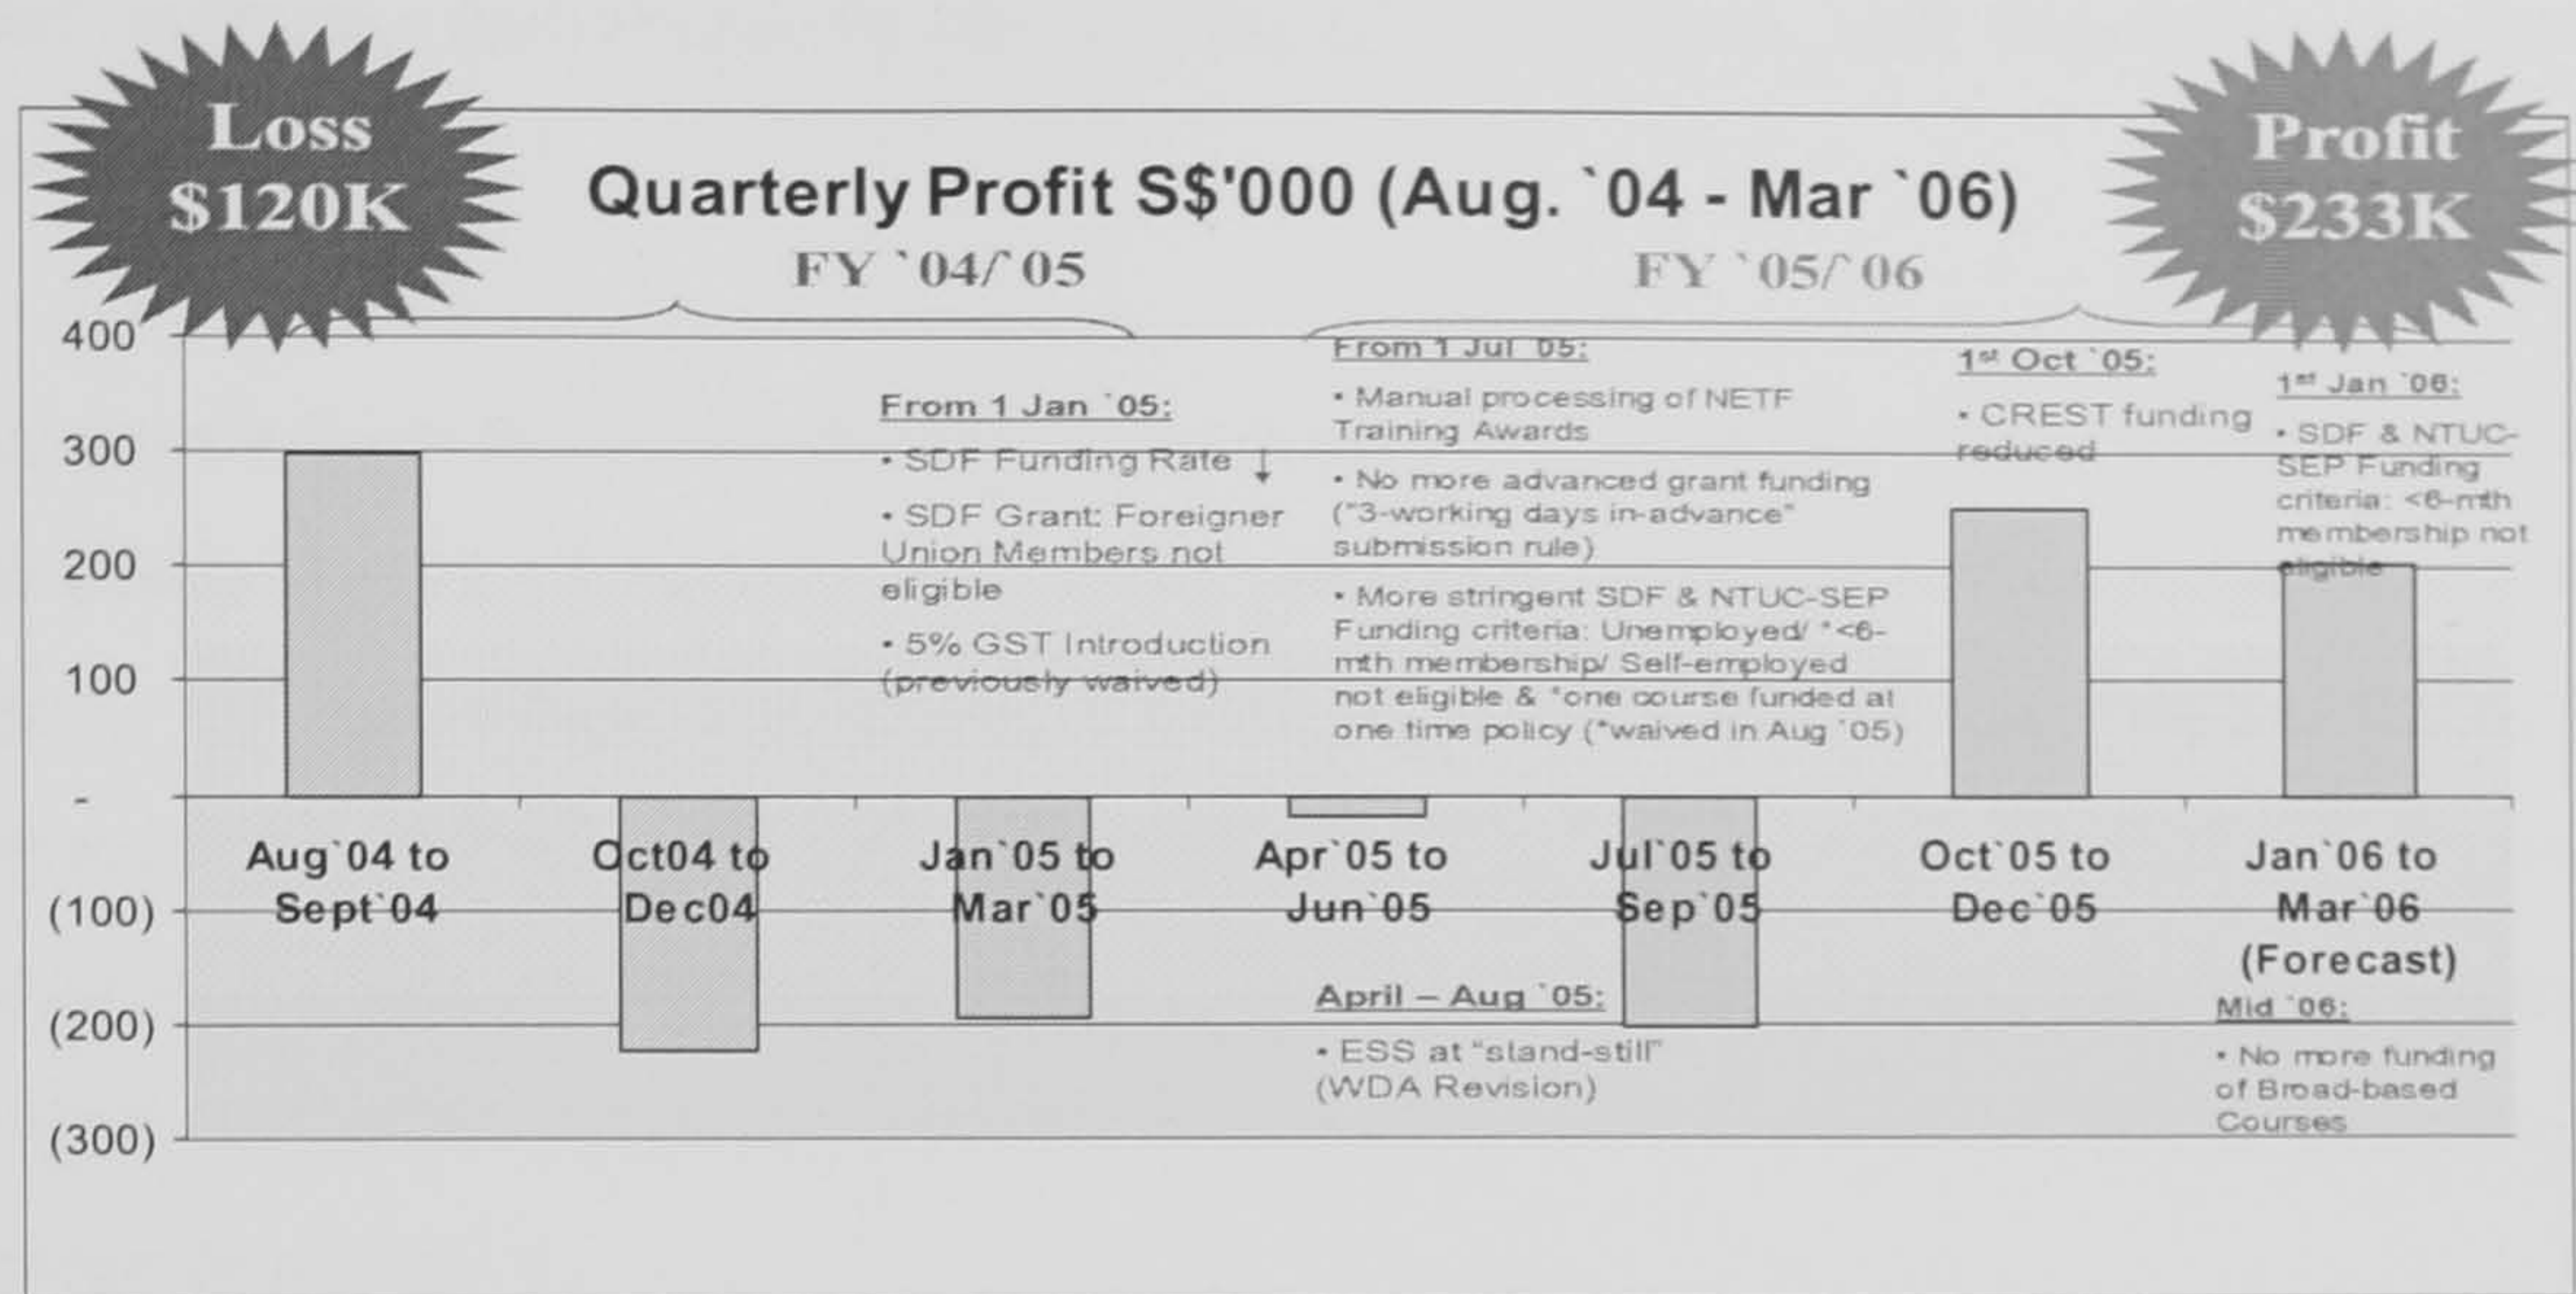 Loss
$120K
Profit
$233K
Quarterly Profit S$'000 (Aug. `04 - Mar `06)
FY `04/`05
FY `05/`06
400
300
200
100
-
(100)
(200)
(300)
From 1 Jan `05:
• SDF Funding Rate ↓
• SDF Grant: Foreigner
Union Members not
eligible
• 5% GST Introduction
(previously waived)
From 1 Jul `05:
• Manual processing of NETF
Training Awards
• No more advanced grant funding
("3-working days in-advance"
submission rule)
• More stringent SDF & NTUC-SEP
Funding criteria: Unemployed/ *<6-
mth membership/ Self-employed
not eligible & *one course funded at
one time policy (*waived in Aug `05)
1st Oct `05:
• CREST funding
reduced
1st Jan `06:
• SDF & NTUC-
SEP Funding
criteria: <6-mth
membership not
eligible
Aug`04 to
Sept`04
Oct04 to
Dec04
Jan`05 to
Mar`05
Apr`05 to
Jun`05
Jul`05 to
Sep`05
Oct`05 to
Dec`05
Jan`06 to
Mar`06
(Forecast)
April – Aug `05:
• ESS at "stand-still"
(WDA Revision)
Mid `06:
• No more funding
of Broad-based
Courses